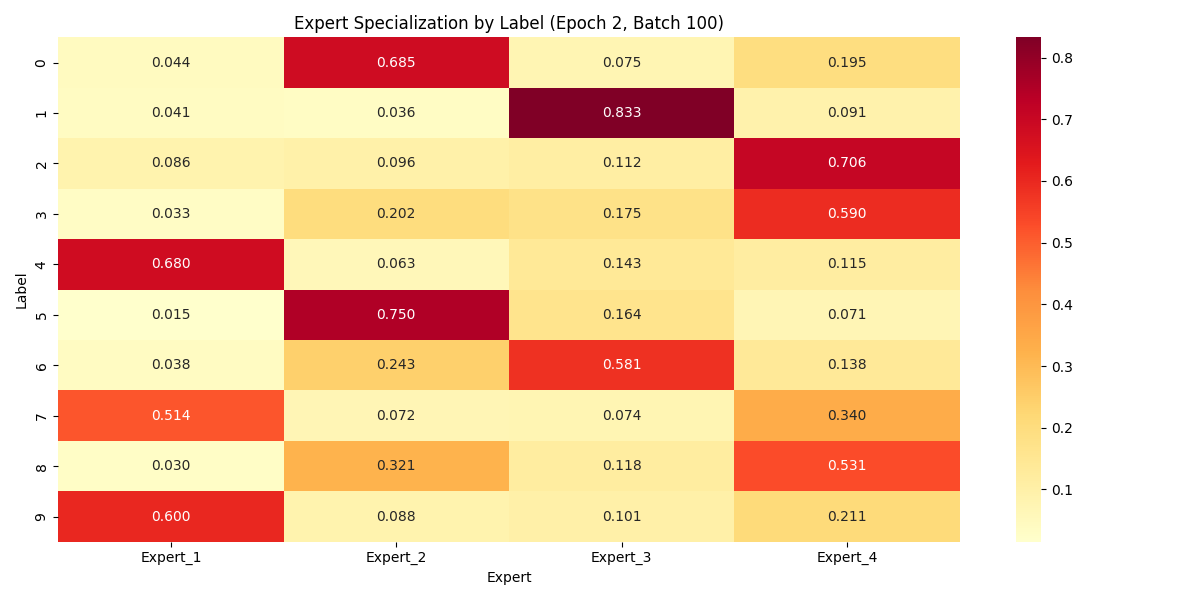 Expert Specialization by Label (Epoch 2, Batch 100)
Label
0 0.044 0.685 0.075 0.195
1 0.041 0.036 0.833 0.091
2 0.086 0.096 0.112 0.706
3 0.033 0.202 0.175 0.590
4 0.680 0.063 0.143 0.115
5 0.015 0.750 0.164 0.071
6 0.038 0.243 0.581 0.138
7 0.514 0.072 0.074 0.340
8 0.030 0.321 0.118 0.531
9 0.600 0.088 0.101 0.211
Expert_1 Expert_2 Expert_3 Expert_4
Expert
0.8
0.7
0.6
0.5
0.4
0.3
0.2
0.1